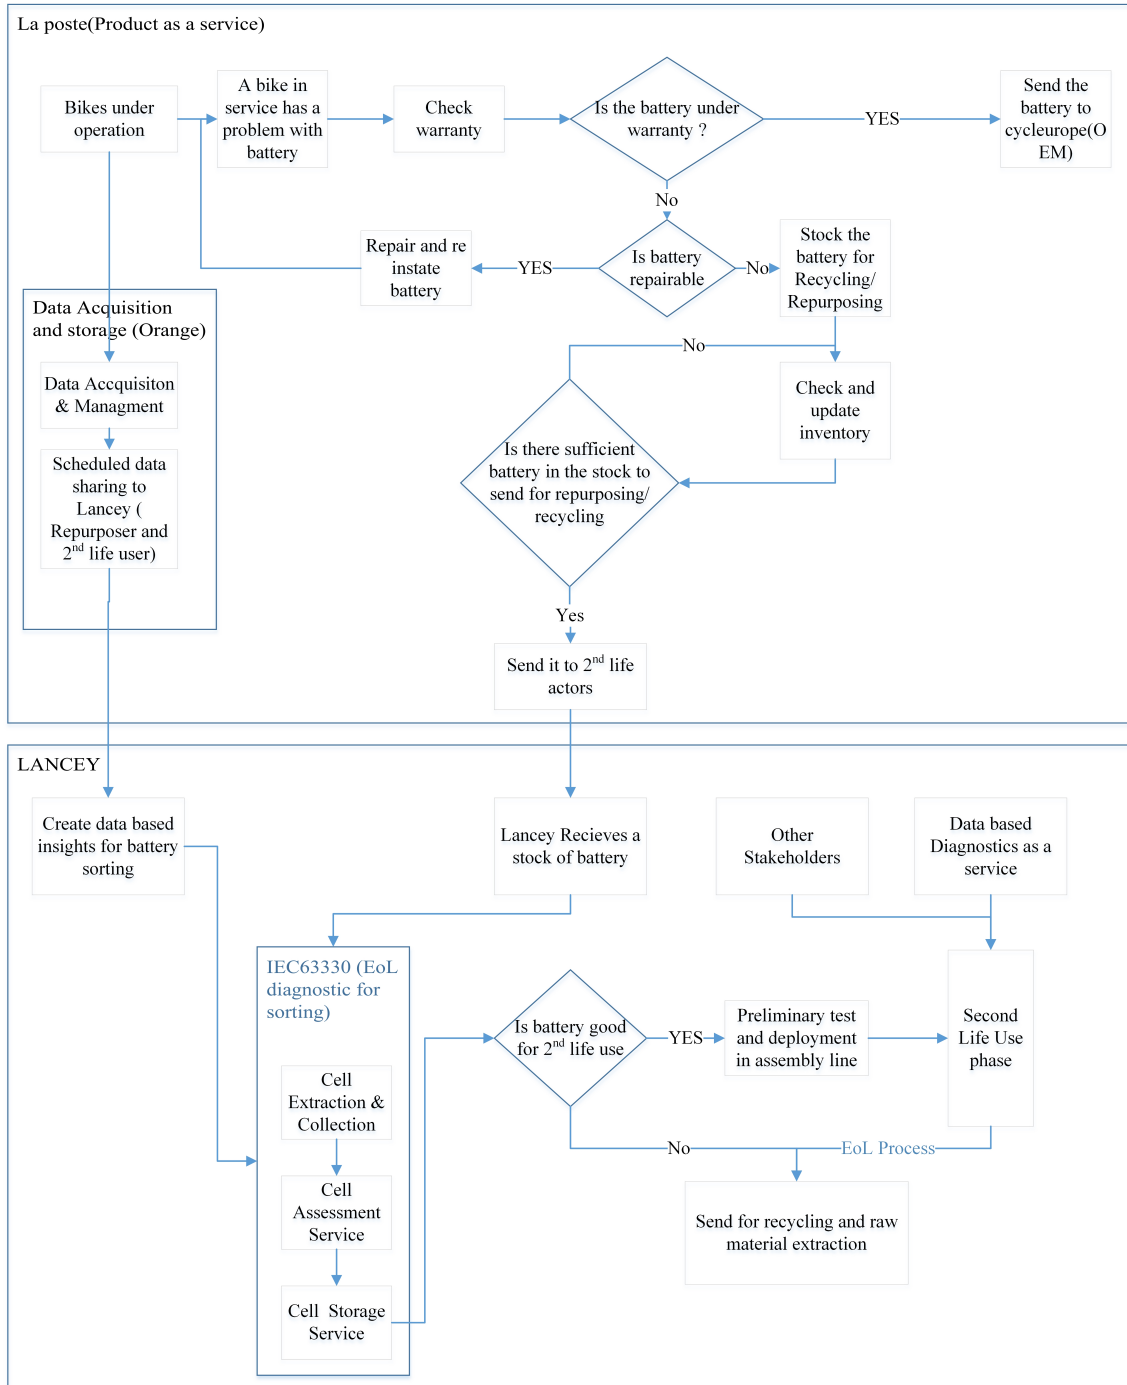 La poste(Product as a service)
Bikes under
operation
A bike in
service has a
problem with
battery
Check
warranty
Is the battery under
warranty ?
YES
Send the
battery to
cycleurope(O
EM)
No
Repair and re
instate
battery
YES
Is battery
repairable
No
Stock the
battery for
Recycling/
Repurposing
Data Acquisition
and storage (Orange)
No
Data Accquisiton
& Managment
Check and
update
inventory
Scheduled data
sharing to
Lancey (
Repurposer and
2nd life user)
Is there sufficient
battery in the stock to
send for repurposing/
recycling
Yes
Send it to 2nd life
actors
LANCEY
Create data based
insights for battery
sorting
Lancey Recieves a
stock of battery
Other
Stakeholders
Data based
Diagnostics as a
service
IEC63330 (EoL
diagnostic for
sorting)
Is battery good
for 2nd life use
YES
Preliminary test
and deployment
in assembly line
Second
Life Use
phase
Cell
Extraction &
Collection
No
EoL Process
Cell
Assessment
Service
Send for recycling and raw
material extraction
Cell  Storage
Service